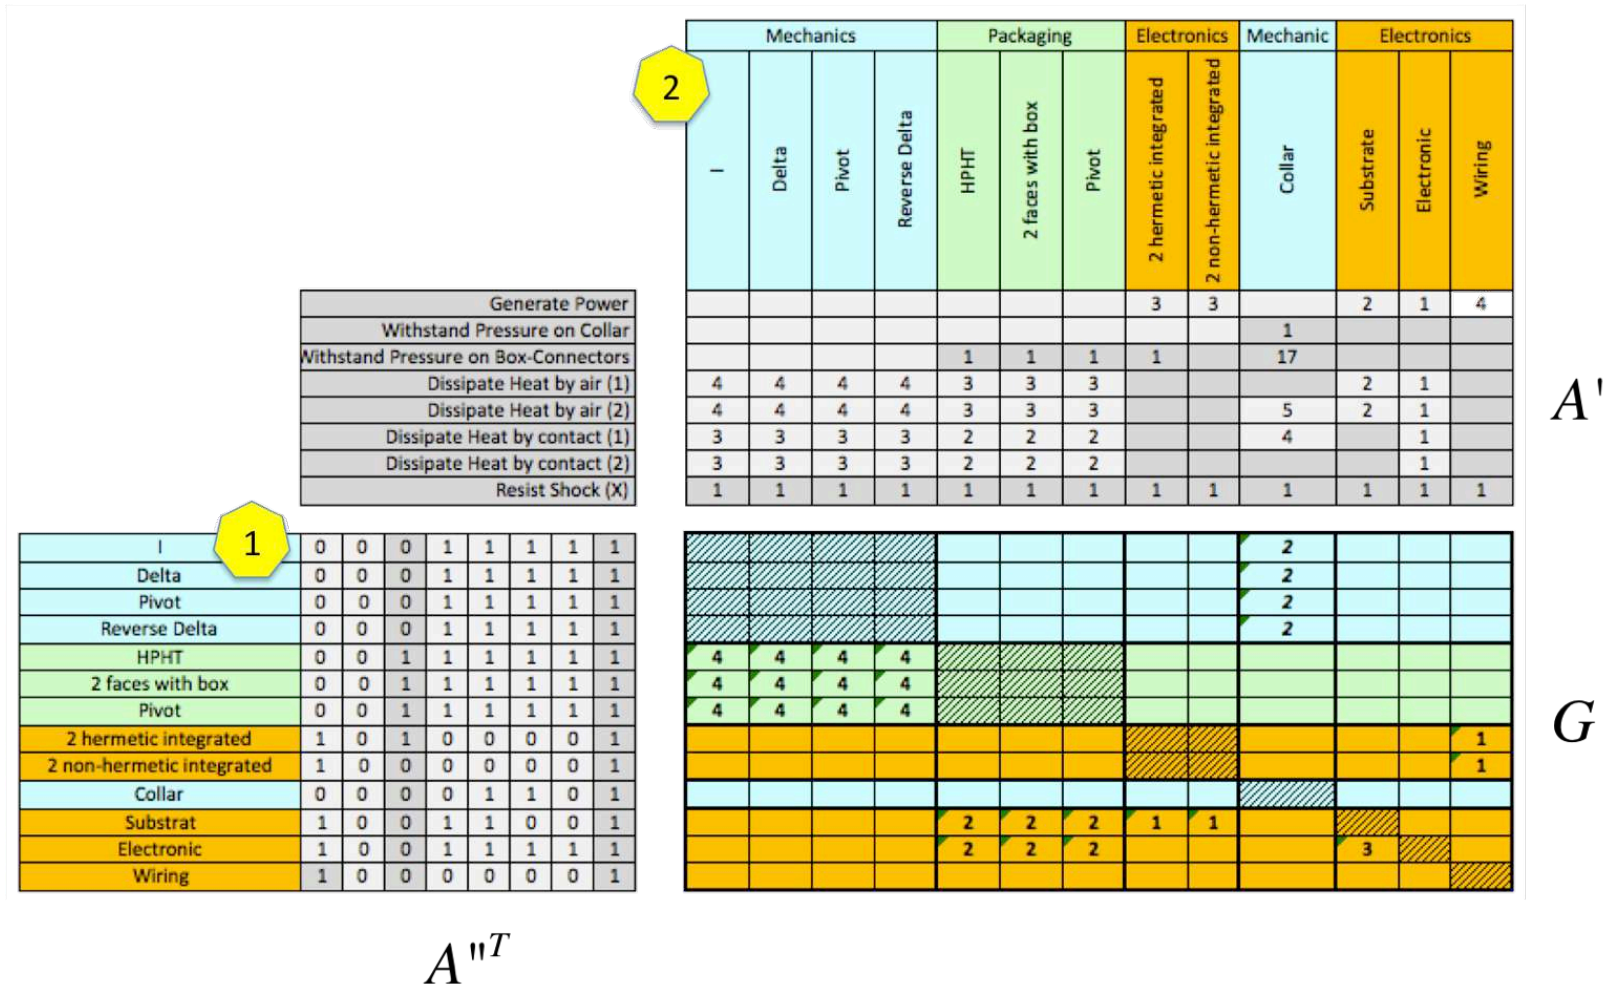 Mechanics Packaging Electronics Mechanic Electronics
2
I Delta Pivot Reverse Delta HPHT 2 faces with box Pivot 2 hermetic integrated 2 non-hermetic integrated Collar Substrate Electronic Wiring
Generate Power 3 3 2 1 4
Withstand Pressure on Collar 1
Withstand Pressure on Box-Connectors 1 1 1 1 17
Dissipate Heat by air (1) 4 4 4 4 3 3 3 2 1
A'
Dissipate Heat by air (2) 4 4 4 4 3 3 3 5 2 1
Dissipate Heat by contact (1) 3 3 3 3 2 2 2 4 1
Dissipate Heat by contact (2) 3 3 3 3 2 2 2 1
Resist Shock (X) 1 1 1 1 1 1 1 1 1 1 1 1 1
1
I 0 0 0 1 1 1 1 1 2
Delta 0 0 0 1 1 1 1 1 2
Pivot 0 0 0 1 1 1 1 1 2
Reverse Delta 0 0 0 1 1 1 1 1 2
HPHT 0 0 1 1 1 1 1 1 4 4 4 4
2 faces with box 0 0 1 1 1 1 1 1 4 4 4 4
Pivot 0 0 1 1 1 1 1 1 4 4 4 4
G
2 hermetic integrated 1 0 1 0 0 0 0 1 1
2 non-hermetic integrated 1 0 0 0 0 0 0 1 1
Collar 0 0 0 0 1 1 0 1
Substrat 1 0 0 1 1 0 0 1 2 2 2 1 1
Electronic 1 0 0 1 1 1 1 1 2 2 2 3
Wiring 1 0 0 0 0 0 0 1
A''T